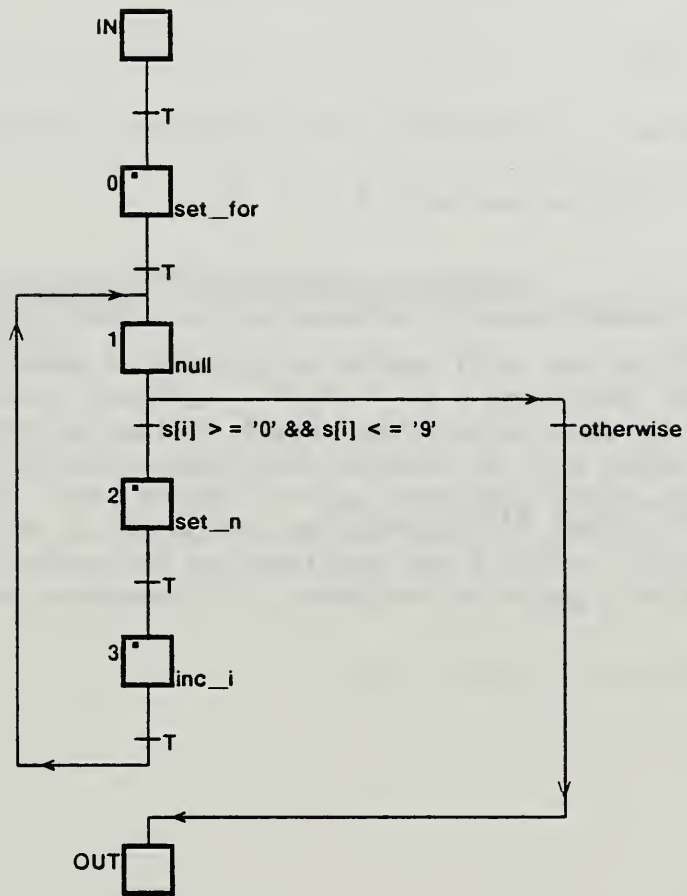 IN
T
0
set_for
T
1
null
s[i] > = '0' && s[i] < = '9'
otherwise
2
set_n
T
3
inc_i
T
OUT